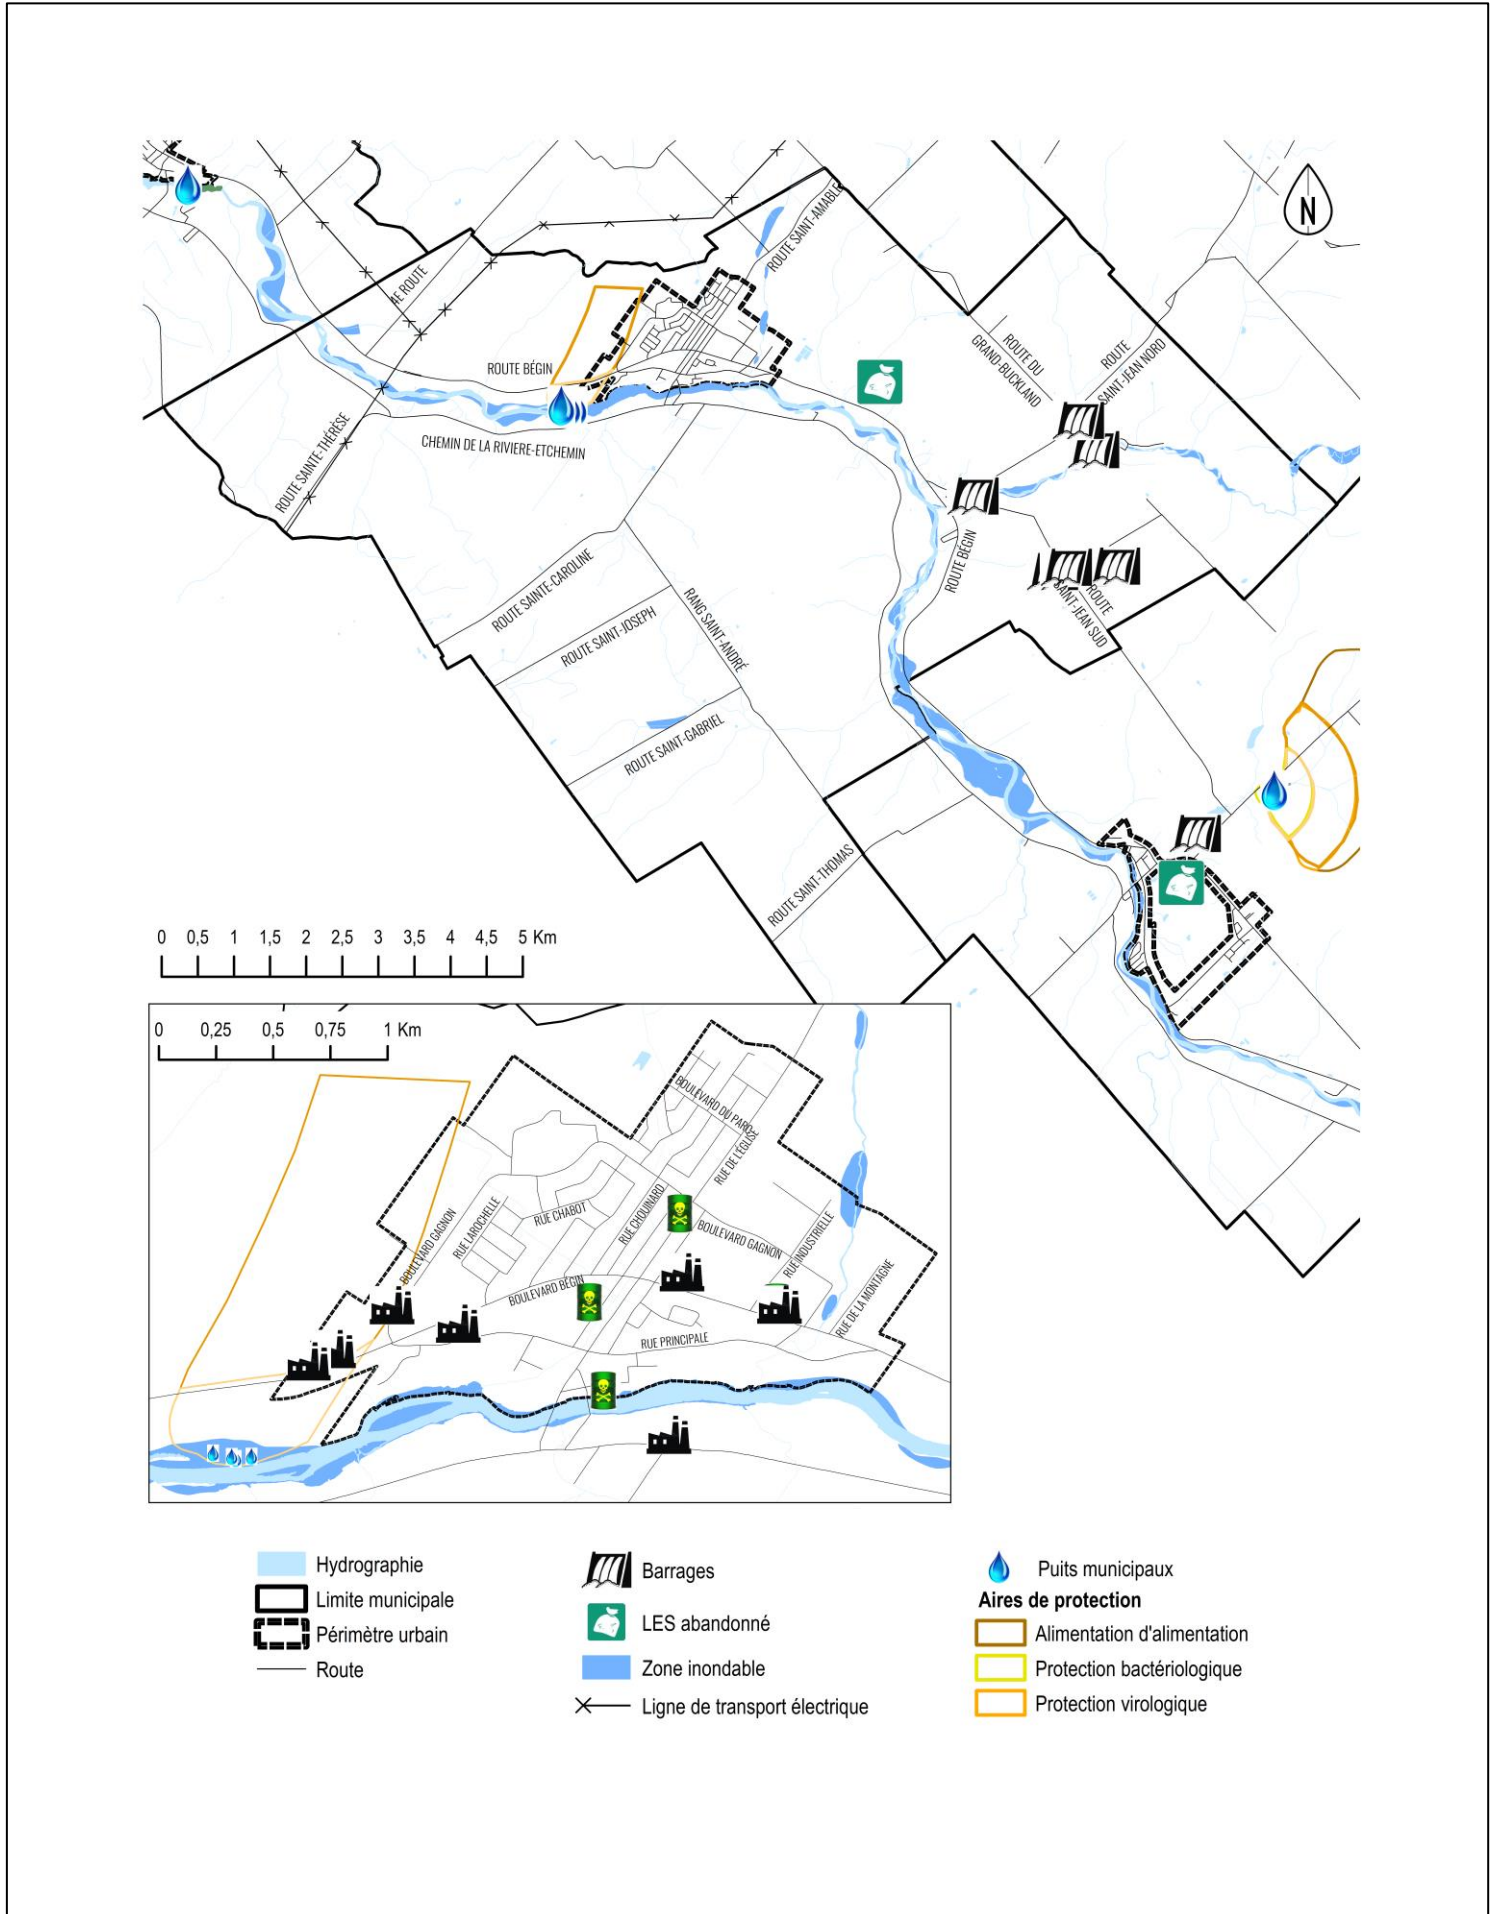 N
ROUTE SAINT-AMABLE
4E ROUTE
ROUTE BÉGIN
ROUTE DU
GRAND-BUCKLAND
ROUTE
SAINT-JEAN NORD
ROUTE SAINTE-THÉRÈSE
CHEMIN DE LA RIVIERE-ETCHEMIN
ROUTE BÉGIN
ROUTE SAINTE-CAROLINE
ROUTE SAINT-JOSEPH
RANG SAINT-ANDRÉ
ROUTE
SAINT-JEAN SUD
ROUTE SAINT-GABRIEL
ROUTE SAINT-THOMAS
0 0,5 1 1,5 2 2,5 3 3,5 4 4,5 5 Km
0 0,25 0,5 0,75 1 Km
BOULEVARD DU PARC
RUE DE L'ÉGLISE
RUE CHOUINARD
RUE CHABOT
RUE LAROCHELLE
BOULEVARD GAGNON
BOULEVARD GAGNON
RUE INDUSTRIELLE
RUE DE LA MONTAGNE
BOULEVARD BÉGIN
RUE PRINCIPALE
Hydrographie
Limite municipale
Périmètre urbain
Route
Barrages
LES abandonné
Zone inondable
Ligne de transport électrique
Puits municipaux
Aires de protection
Alimentation d'alimentation
Protection bactériologique
Protection virologique